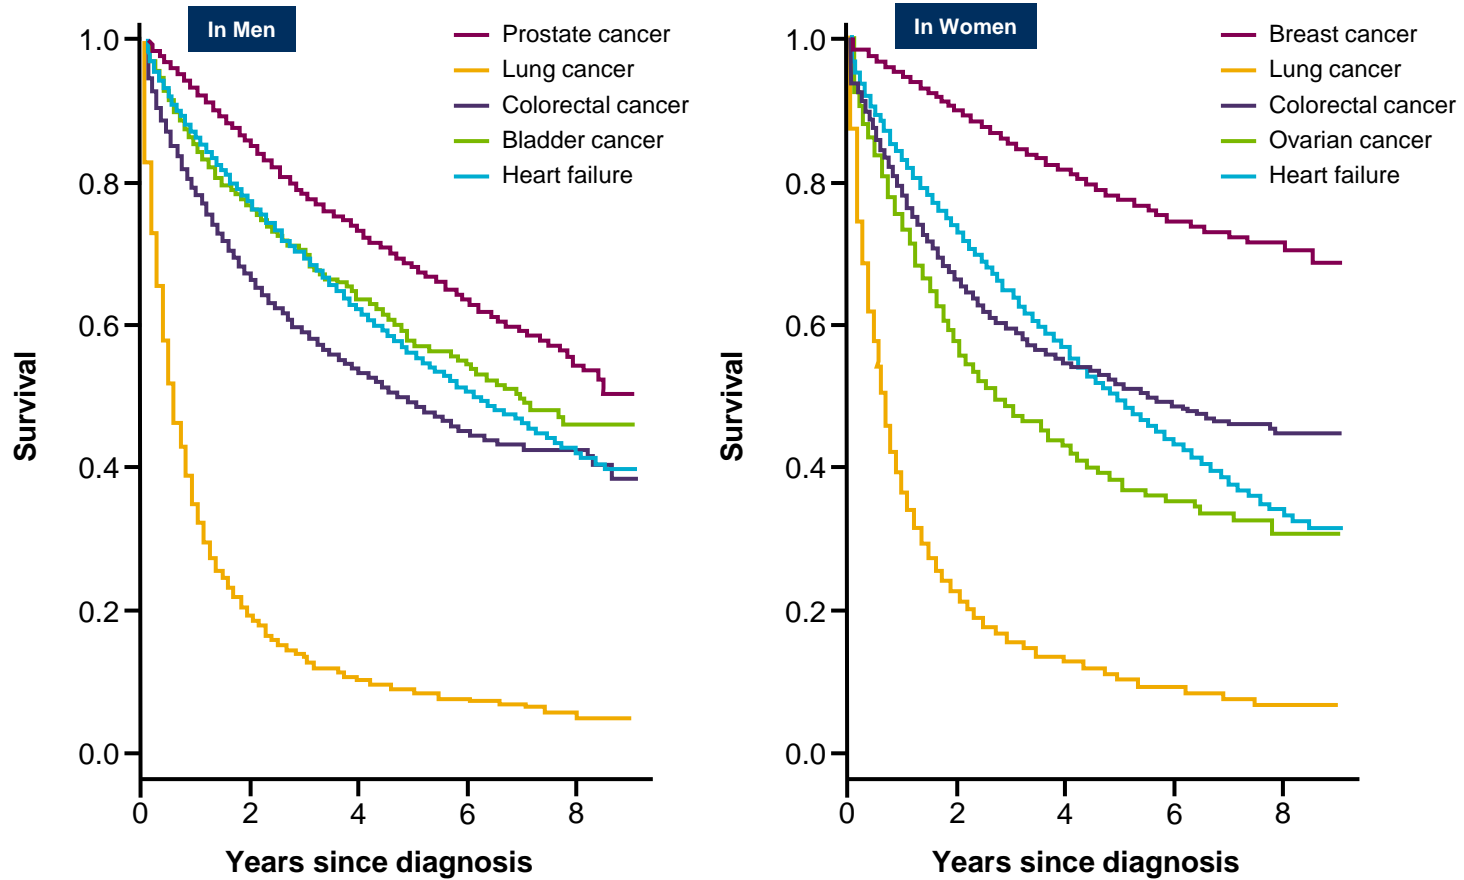 In Men
Prostate cancer
Lung cancer
Colorectal cancer
Bladder cancer
Heart failure
1.0
0.8
0.6
0.4
0.2
0.0
Survival
0 2 4 6 8
Years since diagnosis
In Women
Breast cancer
Lung cancer
Colorectal cancer
Ovarian cancer
Heart failure
1.0
0.8
0.6
0.4
0.2
0.0
Survival
0 2 4 6 8
Years since diagnosis